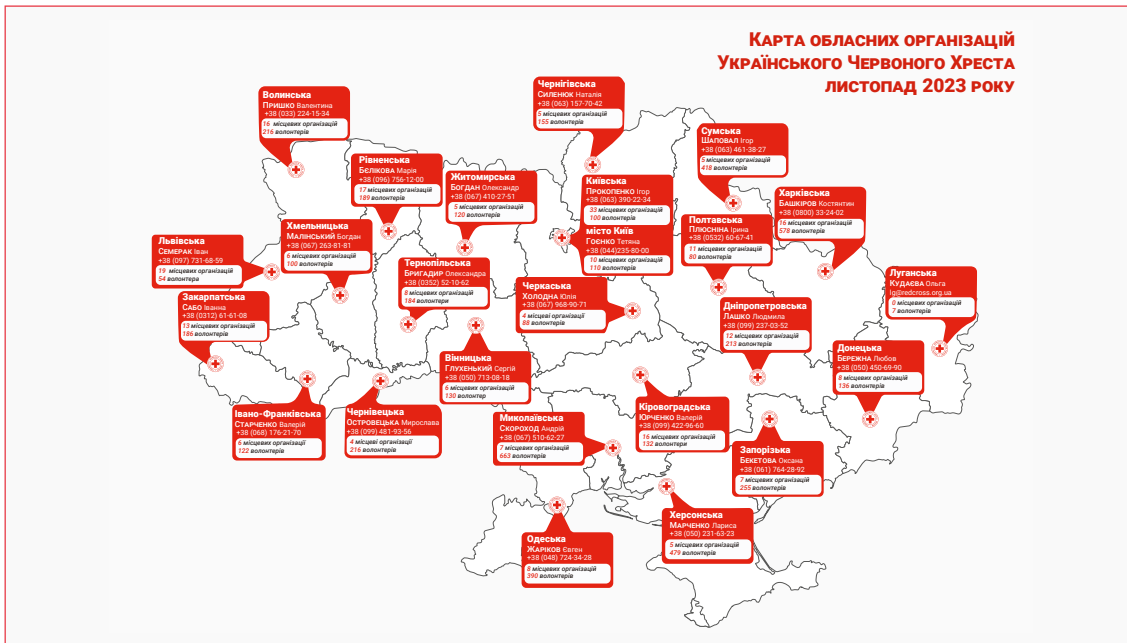 КАРТА ОБЛАСНИХ ОРГАНІЗАЦІЙ
УКРАЇНСЬКОГО ЧЕРВОНОГО ХРЕСТА
ЛИСТОПАД 2023 РОКУ
Волинська
ПРИШКО Валентина
+38 (033) 224-15-34
16 місцевих організацій
216 волонтерів
Чернігівська
СИЛЕНЮК Наталія
+38 (063) 157-70-42
5 місцевих організацій
155 волонтерів
Сумська
ШАПОВАЛ Ігор
+38 (063) 461-38-27
5 місцевих організацій
418 волонтерів
Рівненська
БЄЛІКОВА Марія
+38 (096) 756-12-00
17 місцевих організацій
189 волонтерів
Житомирська
БОГДАН Олександр
+38 (067) 410-27-51
5 місцевих організацій
120 волонтерів
Київська
ПРОКОПЕНКО Ігор
+38 (063) 390-22-34
33 місцевих організацій
100 волонтерів
місто Київ
ГОЄНКО Тетяна
+38 (044)235-80-00
10 місцевих організацій
110 волонтерів
Харківська
БАШКІРОВ Костянтин
+38 (0800) 33-24-02
16 місцевих організацій
578 волонтерів
Полтавська
ПЛЮСНІНА Ірина
+38 (0532) 60-67-41
11 місцевих організацій
80 волонтерів
Хмельницька
МАЛІНСЬКИЙ Богдан
+38 (067) 263-81-81
6 місцевих організацій
100 волонтерів
Львівська
СЕМЕРАК Іван
+38 (097) 731-68-59
19 місцевих організацій
54 волонтера
Тернопільська
БРИГАДИР Олександра
+38 (0352) 52-10-62
8 місцевих організацій
184 волонтери
Черкаська
ХОЛОДНА Юлія
+38 (067) 968-90-71
4 місцеві організації
88 волонтерів
Луганська
КУДАЄВА Ольга
lg@redcross.org.ua
0 місцевих організацій
7 волонтерів
Закарпатська
САБО Іванна
+38 (0312) 61-61-08
13 місцевих організацій
186 волонтерів
Дніпропетровська
ЛАШКО Людмила
+38 (099) 237-03-52
12 місцевих організацій
213 волонтерів
Донецька
БЕРЕЖНА Любов
+38 (050) 450-69-90
8 місцевих організацій
136 волонтерів
Вінницька
ГЛУХЕНЬКИЙ Сергій
+38 (050) 713-08-18
6 місцевих організацій
130 волонтер
Івано-Франківська
СТАРЧЕНКО Валерій
+38 (068) 176-21-70
6 місцевих організації
122 волонтерів
Чернівецька
ОСТРОВЕЦЬКА Мирослава
+38 (099) 481-93-56
4 місцеві організації
216 волонтерів
Миколаївська
СКОРОХОД Андрій
+38 (067) 510-62-27
7 місцевих організацій
663 волонтерів
Кіровоградська
ЮРЧЕНКО Валерій
+38 (099) 422-96-60
16 місцевих організацій
132 волонтери
Запорізька
БЕКЕТОВА Оксана
+38 (061) 764-28-92
7 місцевих організацій
255 волонтерів
Херсонська
МАРЧЕНКО Лариса
+38 (050) 231-63-23
5 місцевих організацій
479 волонтерів
Одеська
ЖАРІКОВ Євген
+38 (048) 724-34-28
8 місцевих організацій
390 волонтерів